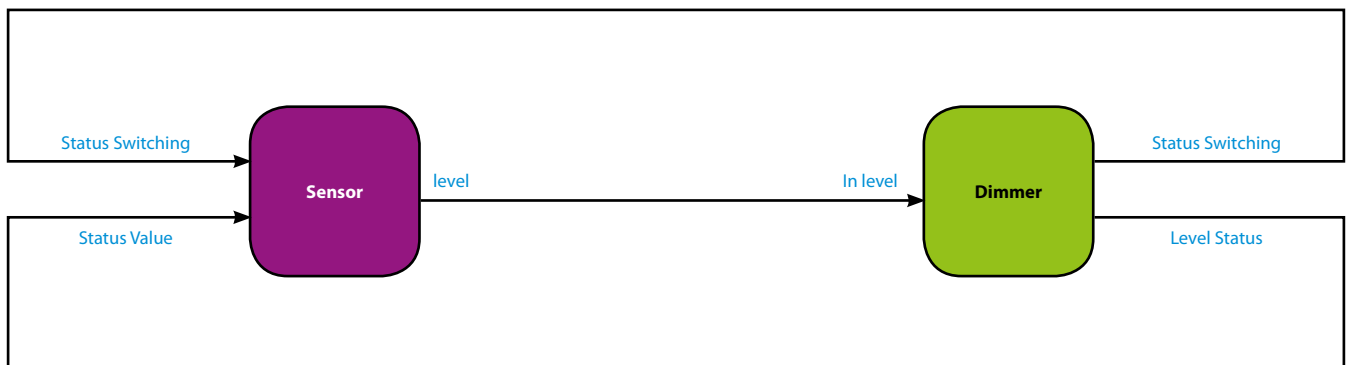 Status Switching
Status Switching
level
In level
Sensor
Dimmer
Status Value
Level Status